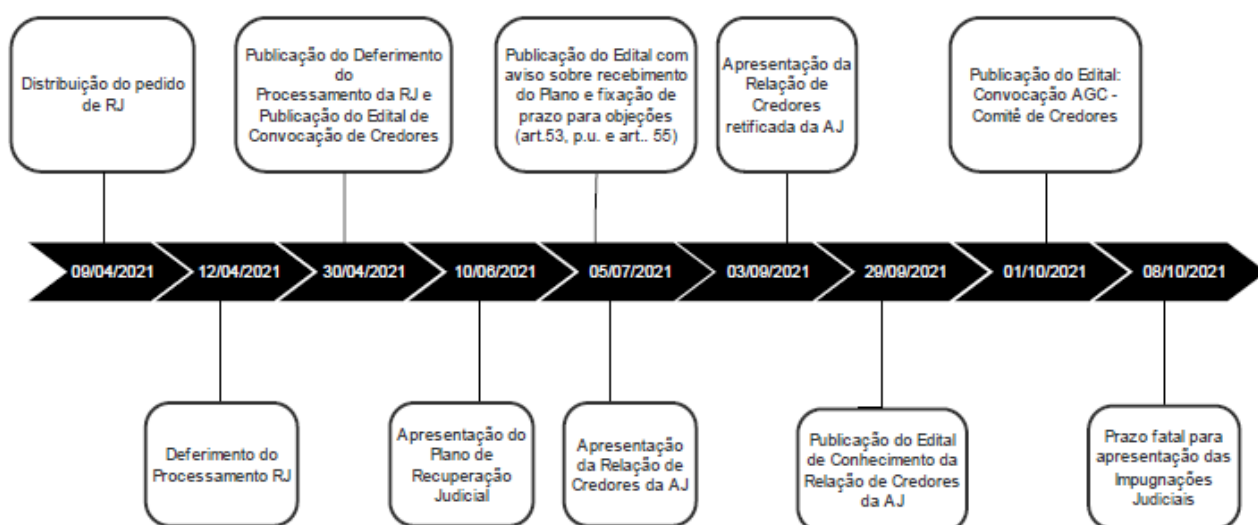 Distribuição do pedido
de RJ
Publicação do Deferimento
do
Processamento da RJ e
Publicação do Edital de
Convocação de Credores
Publicação do Edital com
aviso sobre recebimento
do Plano e fixação de
prazo para objeções
(art.53, p.u. e art.. 55)
Apresentação da
Relação de
Credores
retificada da AJ
Publicação do Edital:
Convocação AGC -
Comitê de Credores
09/04/2021
12/04/2021
30/04/2021
10/06/2021
05/07/2021
03/09/2021
29/09/2021
01/10/2021
08/10/2021
Deferimento do
Processamento RJ
Apresentação do
Plano de
Recuperação
Judicial
Apresentação
da Relação de
Credores da AJ
Publicação do Edital
de Conhecimento da
Relação de Credores
da AJ
Prazo fatal para
apresentação das
Impugnações
Judiciais